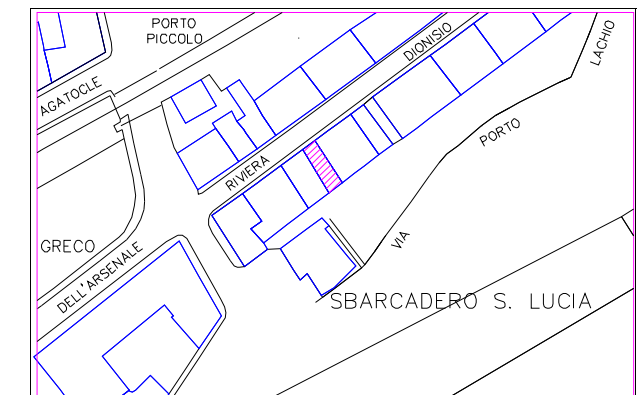 PORTO
PICCOLO
AGATOCLE
RIVIERA
DIONISIO
LACHIO
PORTO
VIA
GRECO
DELL'ARSENALE
SBARCADERO S. LUCIA